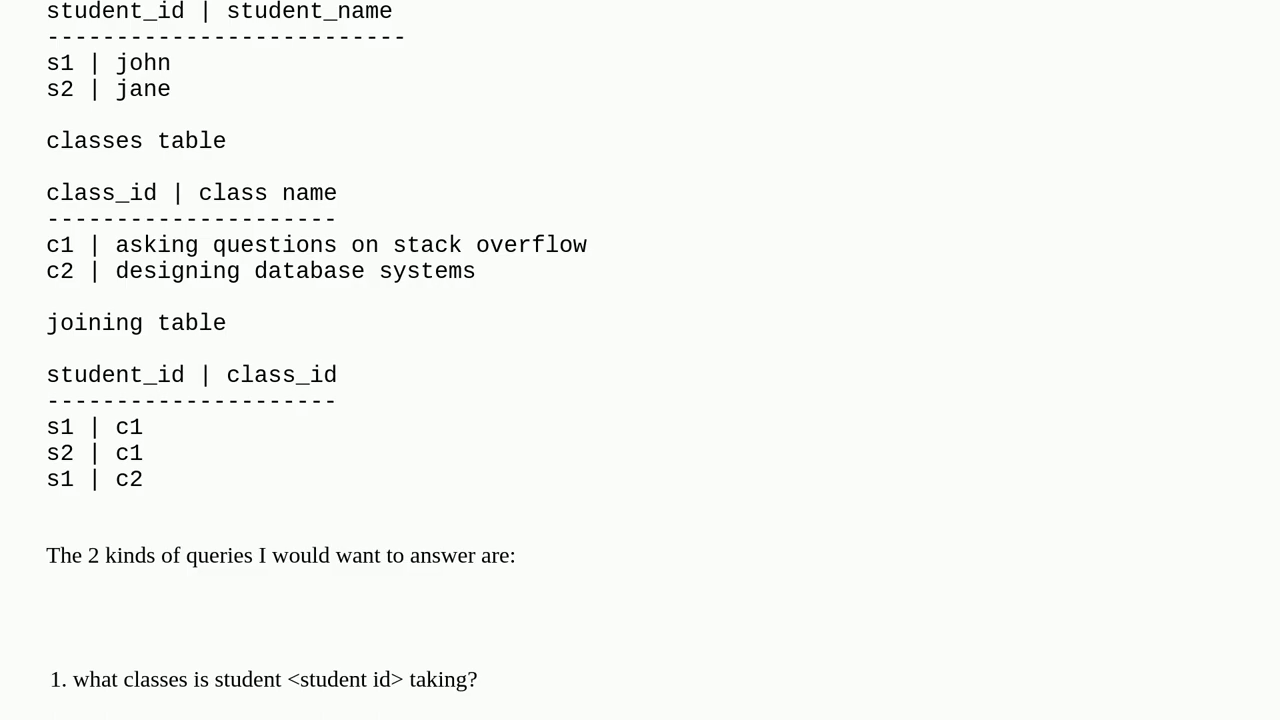 student_id | student_name
--------------------------
s1 | john
s2 | jane
classes table
class_id | class name
---------------------
c1 | asking questions on stack overflow
c2 | designing database systems
joining table
student_id | class_id
---------------------
s1 | c1
s2 | c1
s1 | c2
The 2 kinds of queries I would want to answer are:
1. what classes is student <student id> taking?